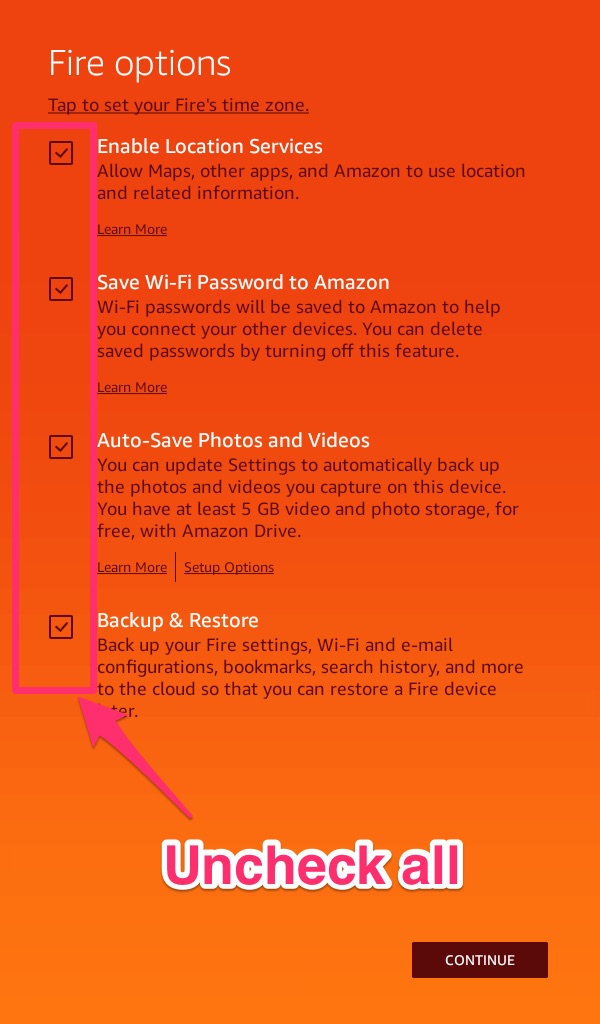 Fire options
Tap to set your Fire's time zone.
Enable Location Services
Allow Maps, other apps, and Amazon to use location
and related information.
Learn More
Save Wi-Fi Password to Amazon
Wi-Fi passwords will be saved to Amazon to help
you connect your other devices. You can delete
saved passwords by turning off this feature.
Learn More
Auto-Save Photos and Videos
You can update Settings to automatically back up
the photos and videos you capture on this device.
You have at least 5 GB video and photo storage, for
free, with Amazon Drive.
Learn More | Setup Options
Backup & Restore
Back up your Fire settings, Wi-Fi and e-mail
configurations, bookmarks, search history, and more
to the cloud so that you can restore a Fire device
later.
Uncheck all
CONTINUE